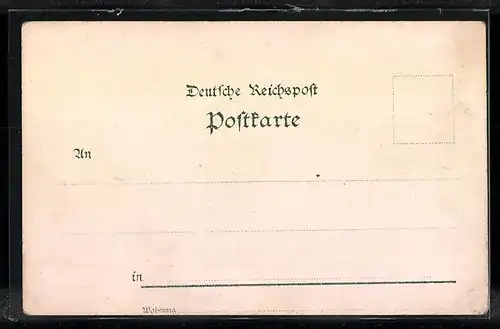 Deutſche Reichspoſt
Poſtkarte
An
in
Wohnung